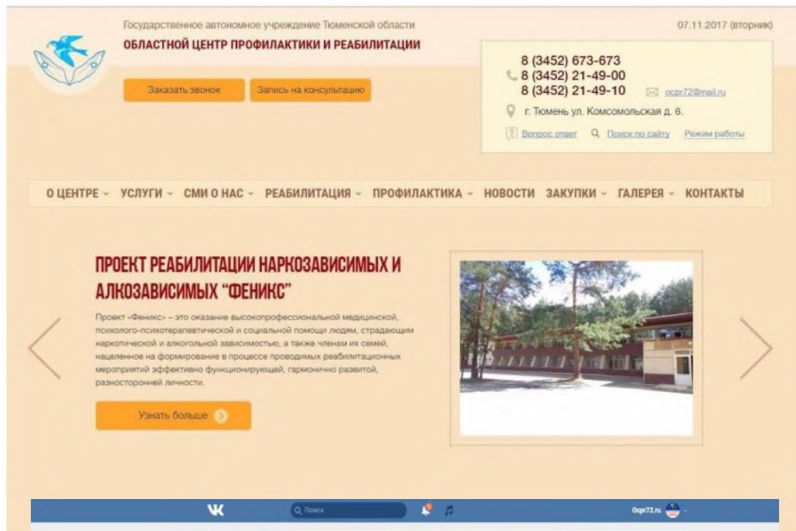 Государственное автономное учреждение Тюменской области
07.11.2017 (вторник)
ОБЛАСТНОЙ ЦЕНТР ПРОФИЛАКТИКИ И РЕАБИЛИТАЦИИ
Заказать звонок
Запись на консультацию
8 (3452) 673-673
8 (3452) 21-49-00
8 (3452) 21-49-10
ocpr72@mail.ru
г. Тюмень ул. Комсомольская д. 6.
Вопрос ответ Поиск по сайту Режим работы
О ЦЕНТРЕ УСЛУГИ СМИ О НАС РЕАБИЛИТАЦИЯ ПРОФИЛАКТИКА НОВОСТИ ЗАКУПКИ ГАЛЕРЕЯ КОНТАКТЫ
ПРОЕКТ РЕАБИЛИТАЦИИ НАРКОЗАВИСИМЫХ И
АЛКОЗАВИСИМЫХ "ФЕНИКС"
Проект «Феникс» – это оказание высокопрофессиональной медицинской,
психолого-психотерапевтической и социальной помощи людям, страдающим
наркотической и алкогольной зависимостью, а также членам их семей,
нацеленное на формирование в процессе проводимых реабилитационных
мероприятий эффективно функционирующей, гармонично развитой,
разносторонней личности.
Узнать больше
Поиск
Ocpr72.ru